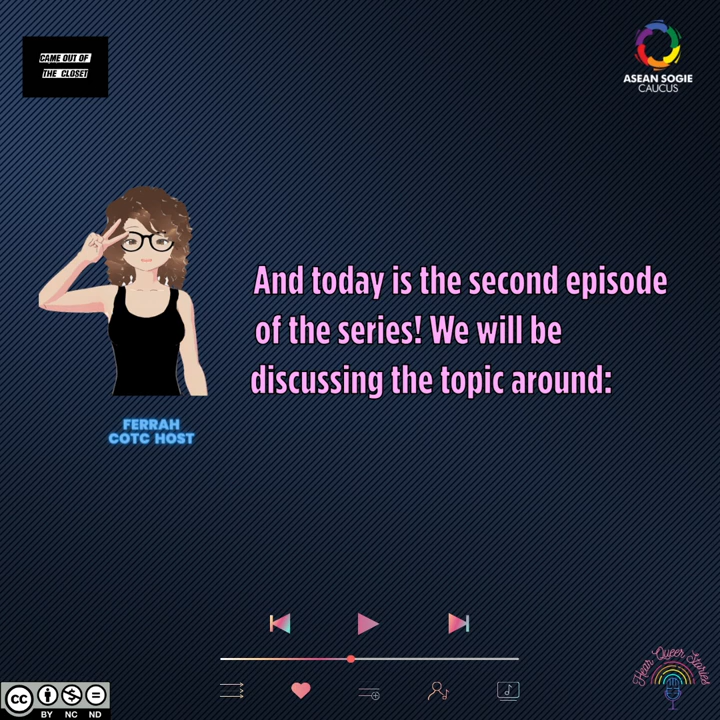 CAME OUT OF
THE CLOSET
ASEAN SOGIE
CAUCUS
And today is the second episode
of the series! We will be
discussing the topic around:
FERRAH
COTC HOST
Hear Queer Stories
cc
BY NC ND